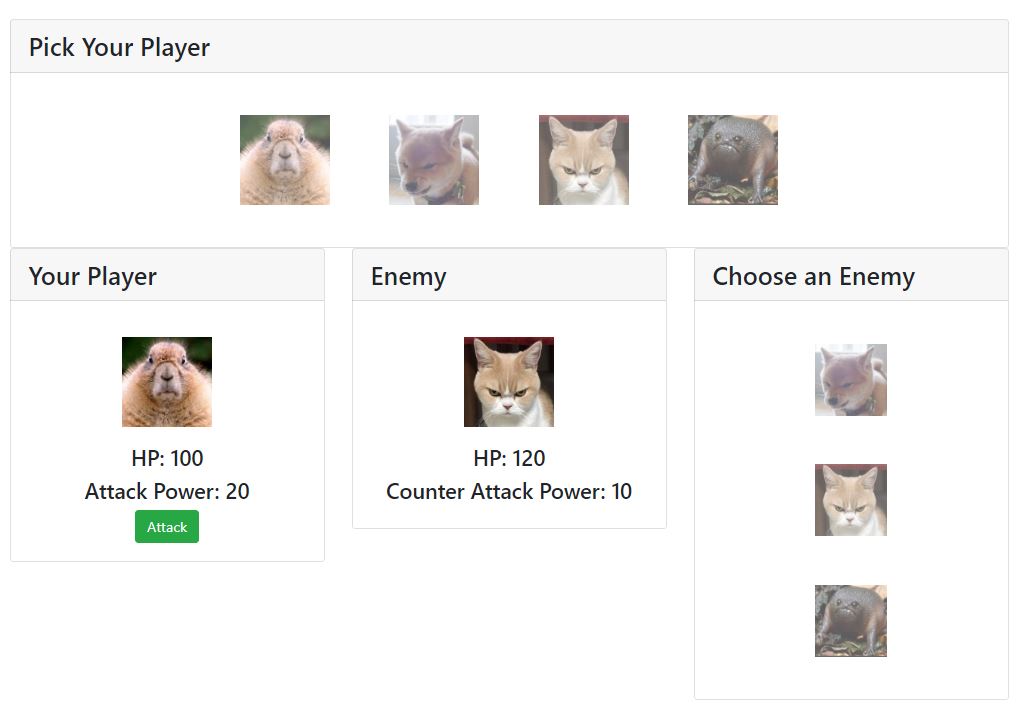 Pick Your Player
Your Player
Enemy
Choose an Enemy
HP: 100
Attack Power: 20
Attack
HP: 120
Counter Attack Power: 10